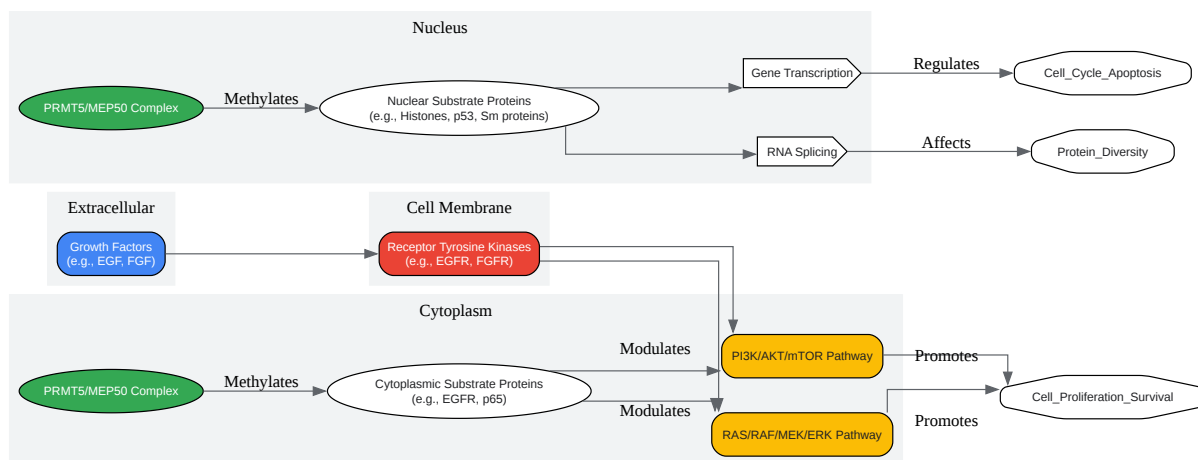 Nucleus
PRMT5/MEP50 Complex
Methylates
Nuclear Substrate Proteins
(e.g., Histones, p53, Sm proteins)
Gene Transcription
Regulates
Cell_Cycle_Apoptosis
RNA Splicing
Affects
Protein_Diversity
Extracellular
Growth Factors
(e.g., EGF, FGF)
Cell Membrane
Receptor Tyrosine Kinases
(e.g., EGFR, FGFR)
Cytoplasm
PRMT5/MEP50 Complex
Methylates
Cytoplasmic Substrate Proteins
(e.g., EGFR, p65)
Modulates
Modulates
PI3K/AKT/mTOR Pathway
Promotes
RAS/RAF/MEK/ERK Pathway
Promotes
Cell_Proliferation_Survival